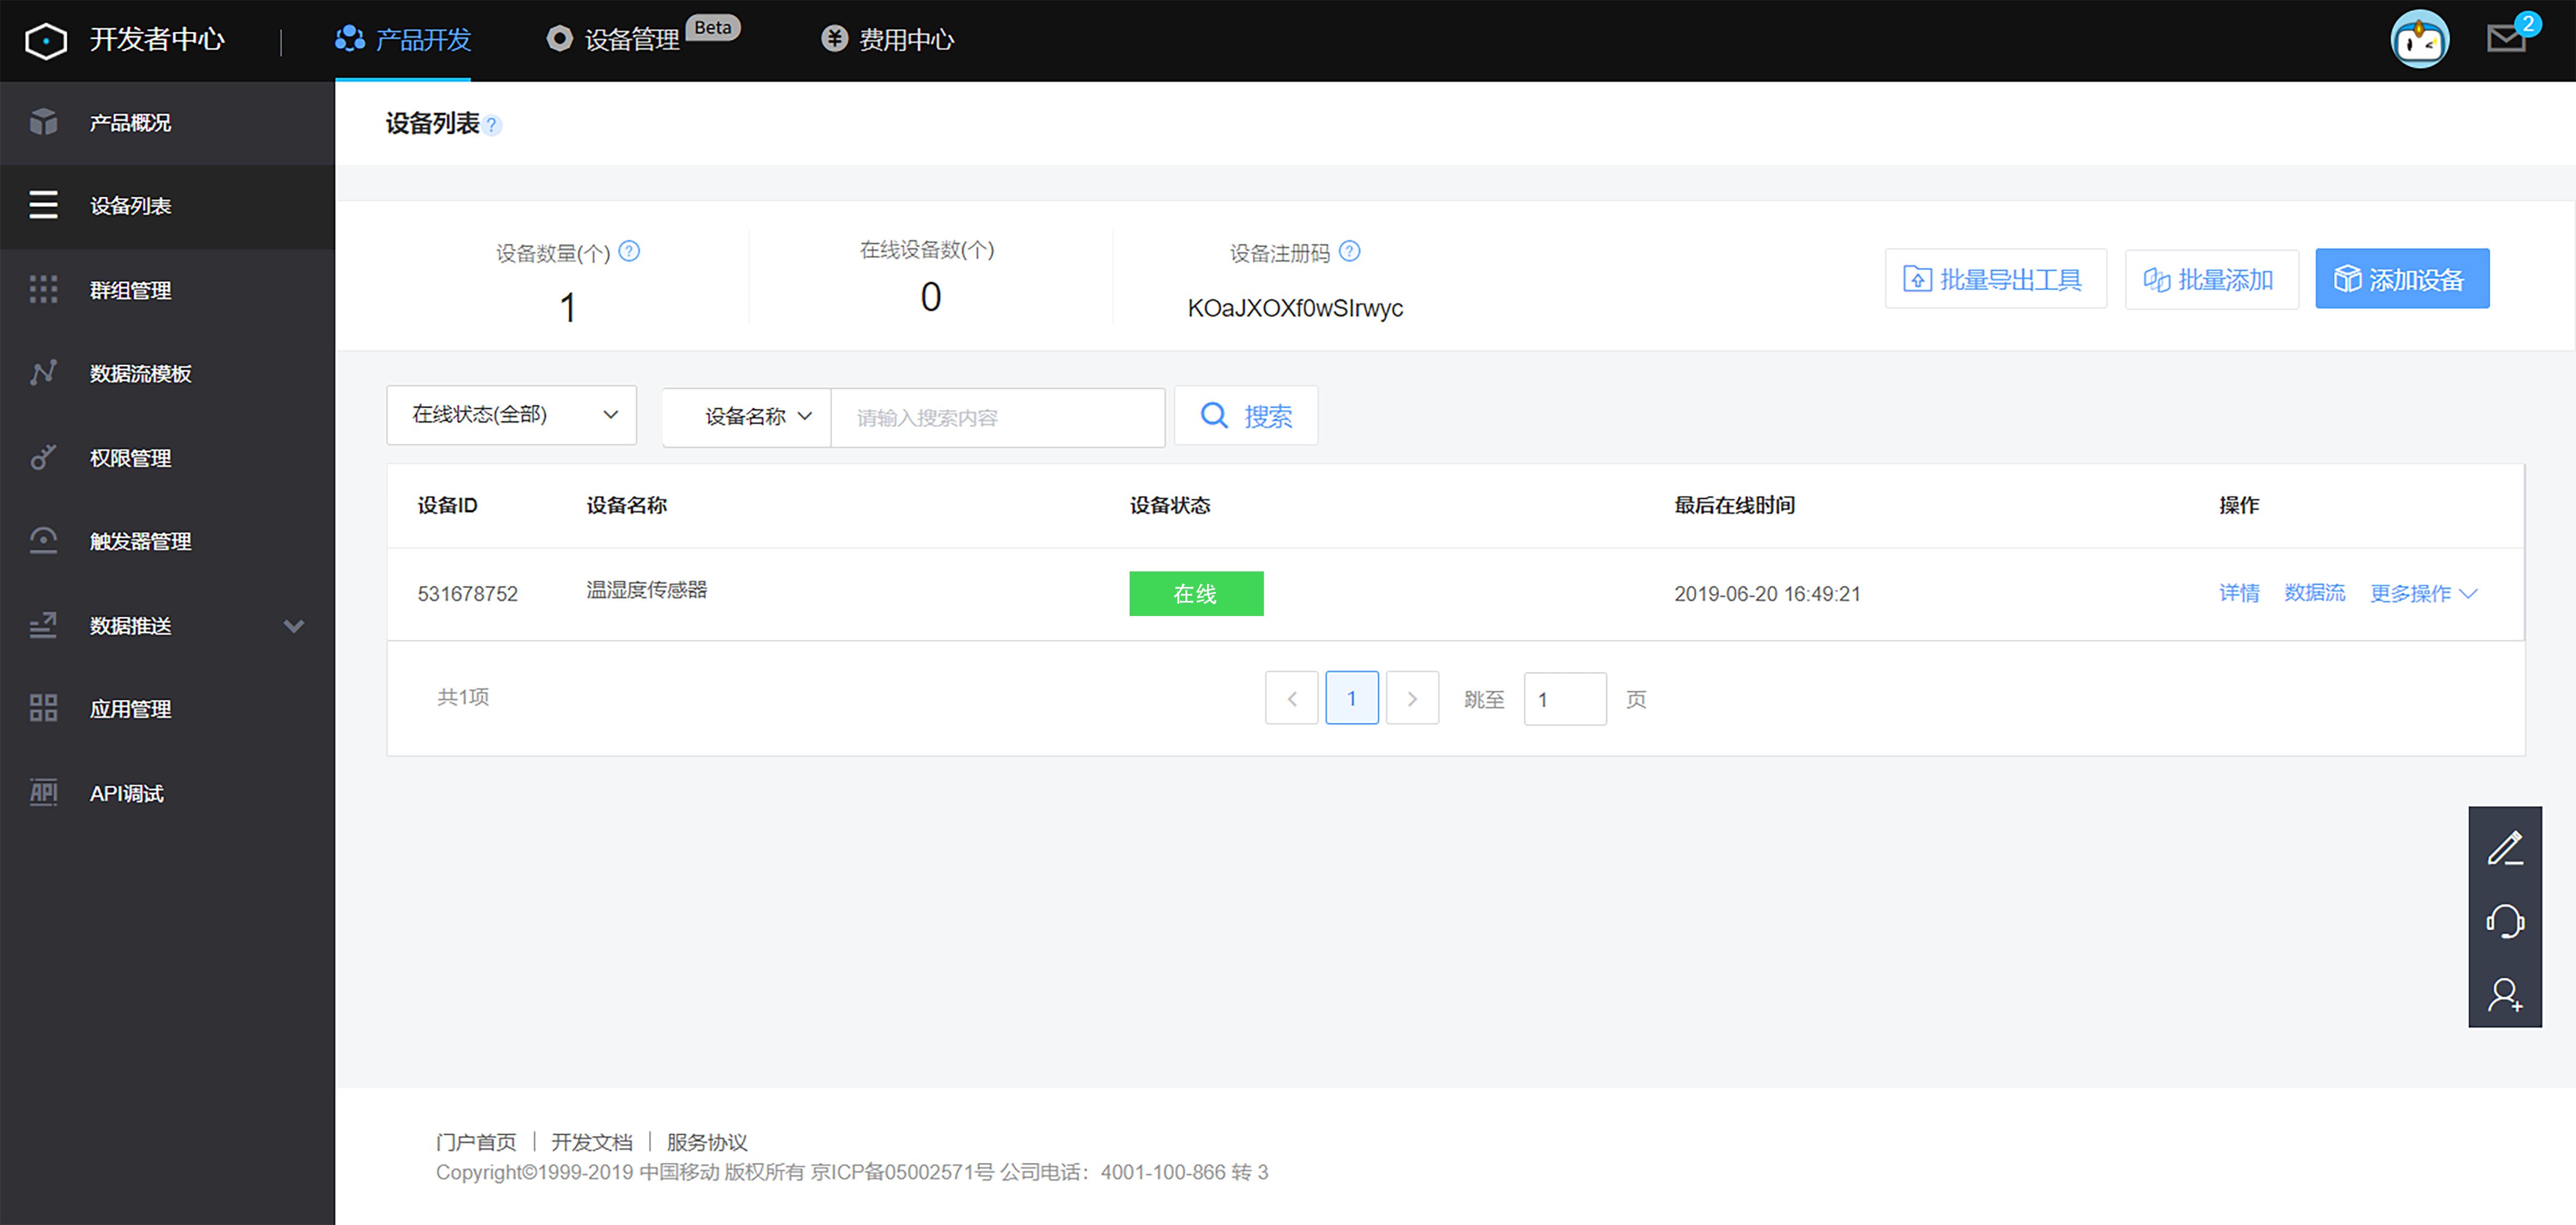 开发者中心 产品开发 设备管理 Beta 费用中心 2
产品概况
设备列表
群组管理
数据流模板
权限管理
触发器管理
数据推送
应用管理
API
API调试
设备列表 ?
设备数量(个) ? 在线设备数(个) 设备注册码 ?
1 0 KOaJXOXf0wSIrwyc
批量导出工具 批量添加 添加设备
在线状态(全部) 设备名称 请输入搜索内容 搜索
设备ID 设备名称 设备状态 最后在线时间 操作
531678752 温湿度传感器 在线 2019-06-20 16:49:21 详情 数据流 更多操作
共1项 < 1 > 跳至 1 页
门户首页 | 开发文档 | 服务协议
Copyright©1999-2019 中国移动 版权所有 京ICP备05002571号 公司电话：4001-100-866 转 3